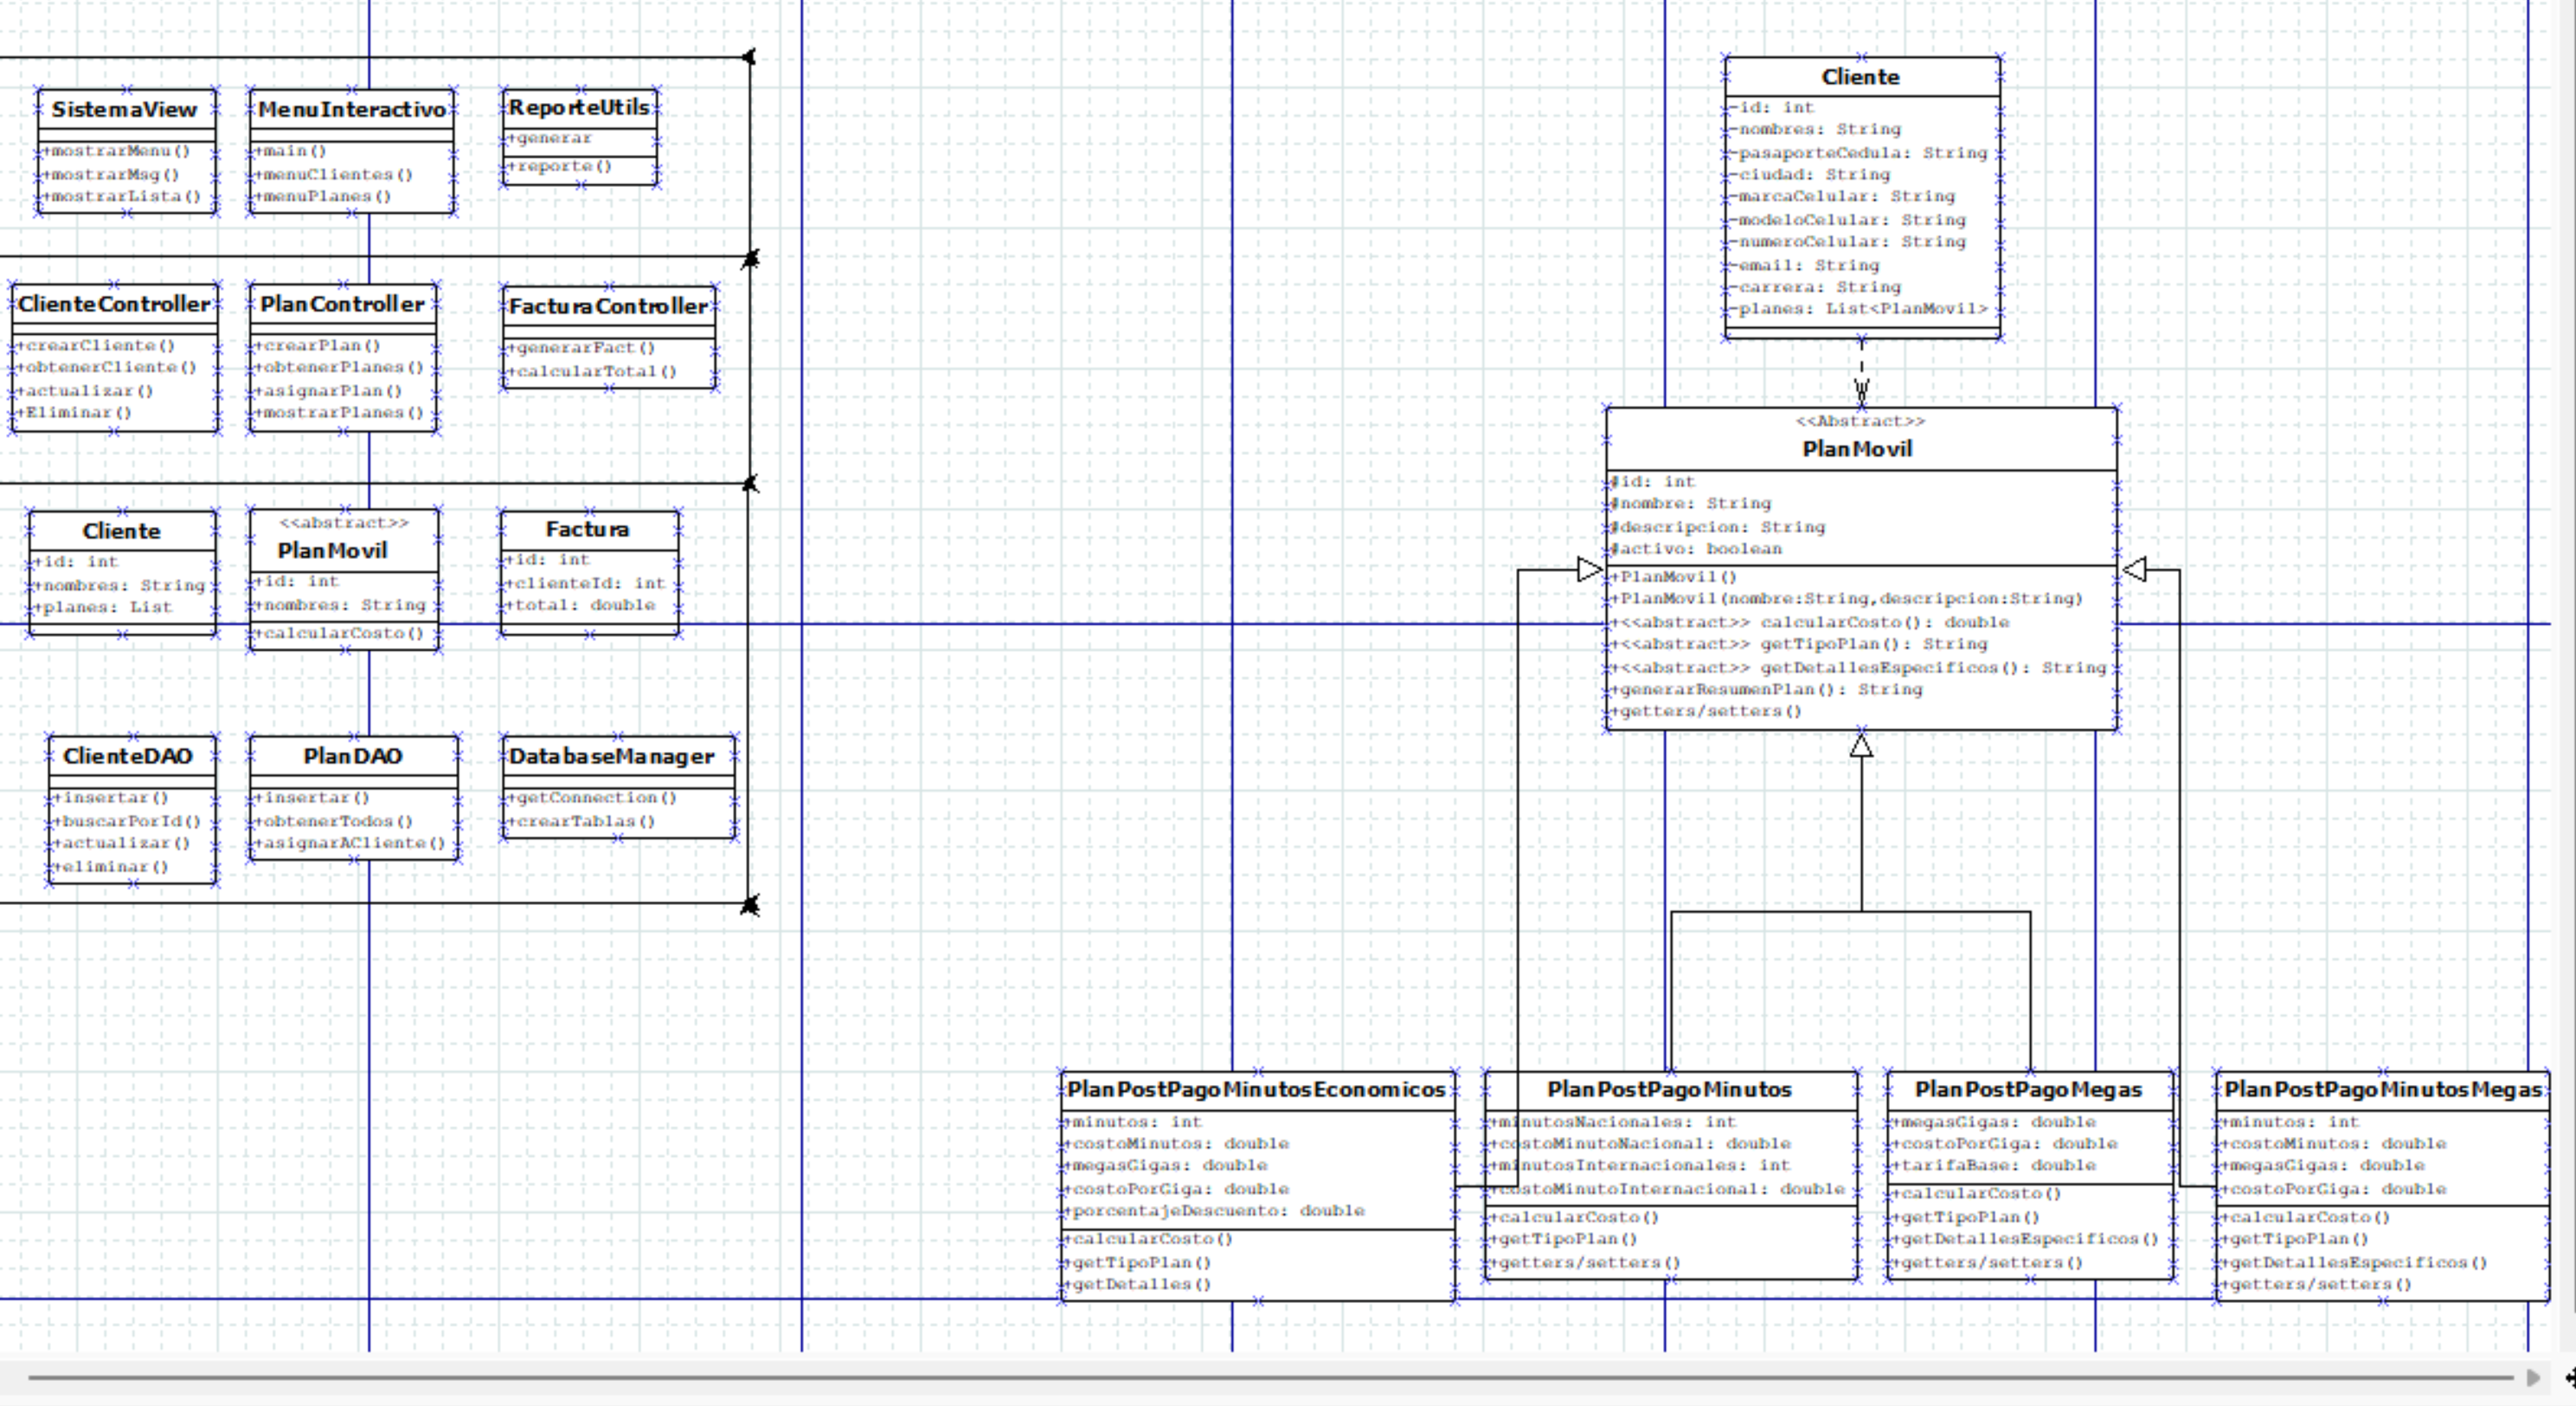 SistemaView
+mostrarMenu()
+mostrarMsg()
+mostrarLista()
MenuInteractivo
+main()
+menuClientes()
+menuPlanes()
ReporteUtils
+generar
+reporte()
ClienteController
+crearCliente()
+obtenerCliente()
+actualizar()
+Eliminar()
PlanController
+crearPlan()
+obtenerPlanes()
+asignarPlan()
+mostrarPlanes()
FacturaController
+generarFact()
+calcularTotal()
Cliente
+id: int
+nombres: String
+planes: List
<<abstract>>
PlanMovil
+id: int
+nombres: String
+calcularCosto()
Factura
+id: int
+clienteId: int
+total: double
ClienteDAO
+insertar()
+buscarPorId()
+actualizar()
+eliminar()
PlanDAO
+insertar()
+obtenerTodos()
+asignarACliente()
DatabaseManager
+getConnection()
+crearTablas()
Cliente
-id: int
-nombres: String
-pasaporteCedula: String
-ciudad: String
-marcaCelular: String
-modeloCelular: String
-numeroCelular: String
-email: String
-carrera: String
-planes: List<PlanMovil>
<<Abstract>>
PlanMovil
#id: int
#nombre: String
#descripcion: String
#activo: boolean
+PlanMovil()
+PlanMovil(nombre:String,descripcion:String)
+<<abstract>> calcularCosto(): double
+<<abstract>> getTipoPlan(): String
+<<abstract>> getDetallesEspecificos(): String
+generarResumenPlan(): String
+getters/setters()
PlanPostPagoMinutosEconomicos
+minutos: int
+costoMinutos: double
+megasGigas: double
+costoPorGiga: double
+porcentajeDescuento: double
+calcularCosto()
+getTipoPlan()
+getDetalles()
PlanPostPagoMinutos
+minutosNacionales: int
+costoMinutoNacional: double
+minutosInternacionales: int
+costoMinutoInternacional: double
+calcularCosto()
+getTipoPlan()
+getters/setters()
PlanPostPagoMegas
+megasGigas: double
+costoPorGiga: double
+tarifaBase: double
+calcularCosto()
+getTipoPlan()
+getDetallesEspecificos()
+getters/setters()
PlanPostPagoMinutosMegas
+minutos: int
+costoMinutos: double
+megasGigas: double
+costoPorGiga: double
+calcularCosto()
+getTipoPlan()
+getDetallesEspecificos()
+getters/setters()